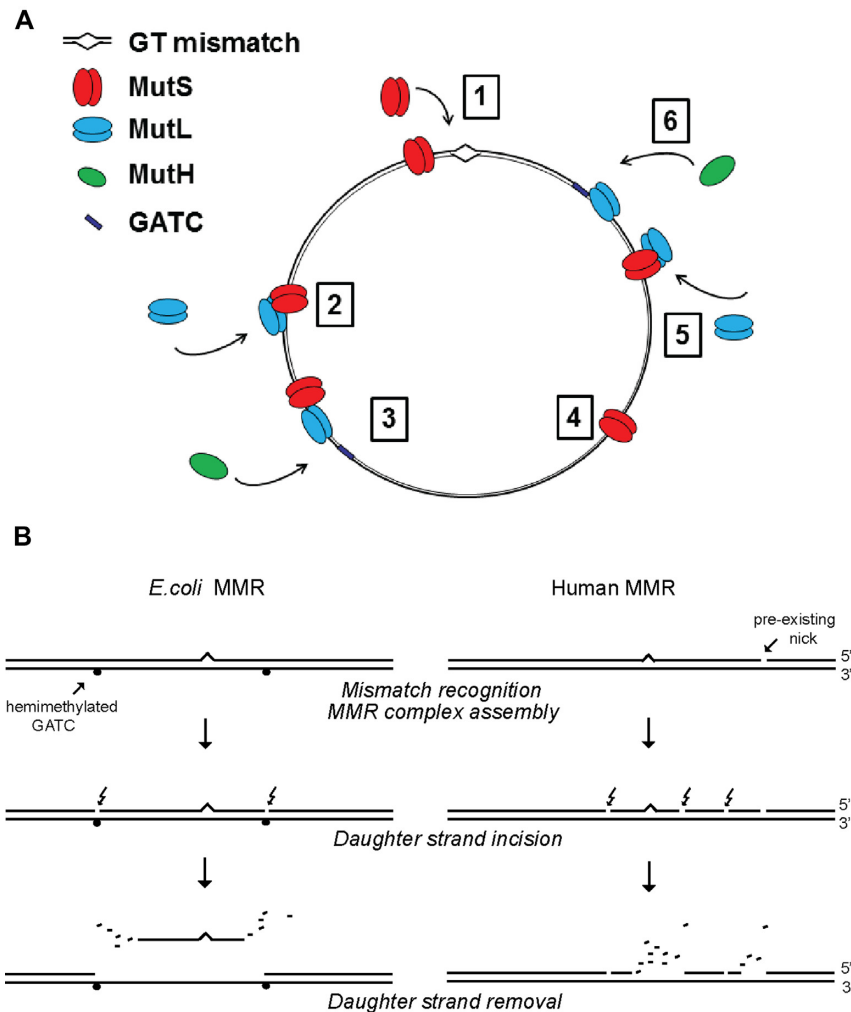 A
GT mismatch
MutS
MutL
MutH
GATC
1
6
2
5
3
4
B
E.coli MMR
Human MMR
pre-existing
nick
5'
3'
hemimethylated
GATC
Mismatch recognition
MMR complex assembly
5'
3'
Daughter strand incision
5'
3'
Daughter strand removal